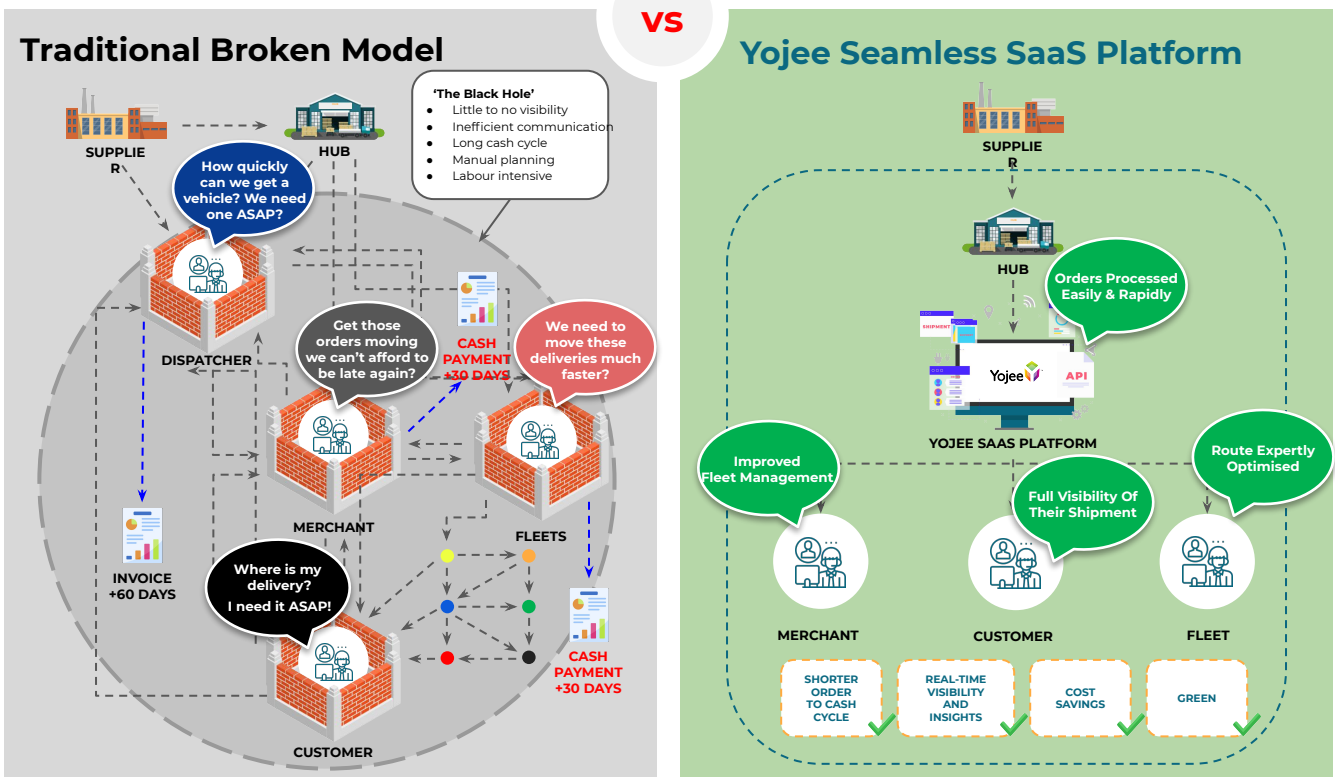 vs
Traditional Broken Model
SUPPLIE
R
HUB
‘The Black Hole’
● Little to no visibility
● Inefficient communication
● Long cash cycle
● Manual planning
● Labour intensive
How quickly
can we get a
vehicle? We need
one ASAP?
DISPATCHER
Get those
orders moving
we can’t afford to
be late again?
CASH
PAYMENT
+30 DAYS
We need to
move these
deliveries much
faster?
MERCHANT
FLEETS
INVOICE
+60 DAYS
Where is my
delivery?
I need it ASAP!
CASH
PAYMENT
+30 DAYS
CUSTOMER
Yojee Seamless SaaS Platform
SUPPLIE
R
HUB
Orders Processed
Easily & Rapidly
SHIPMENT
Yojee
API
YOJEE SAAS PLATFORM
Improved
Fleet Management
Full Visibility Of
Their Shipment
Route Expertly
Optimised
MERCHANT
CUSTOMER
FLEET
SHORTER
ORDER
TO CASH
CYCLE
REAL-TIME
VISIBILITY
AND
INSIGHTS
COST
SAVINGS
GREEN